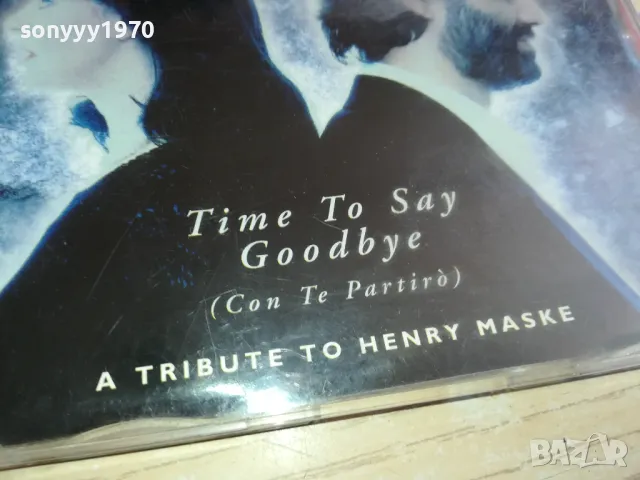 sonyyy1970
Time To Say
Goodbye
(Con Te Partirò)
A TRIBUTE TO HENRY MASKE
BAZAR